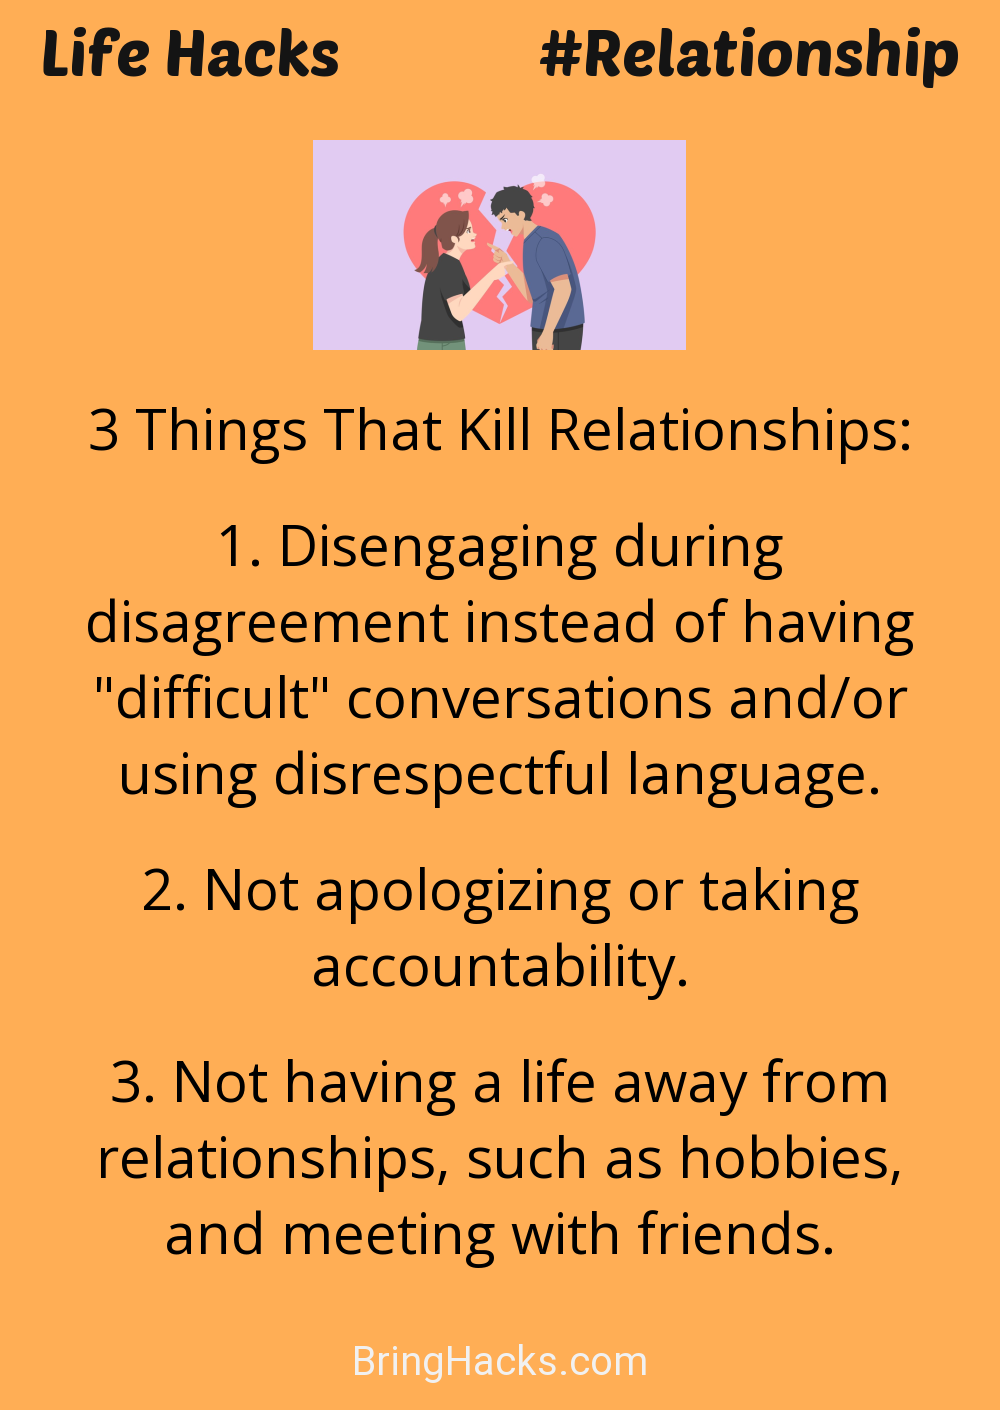 Life Hacks #Relationship
3 Things That Kill Relationships:
1. Disengaging during
disagreement instead of having
"difficult" conversations and/or
using disrespectful language.
2. Not apologizing or taking
accountability.
3. Not having a life away from
relationships, such as hobbies,
and meeting with friends.
BringHacks.com